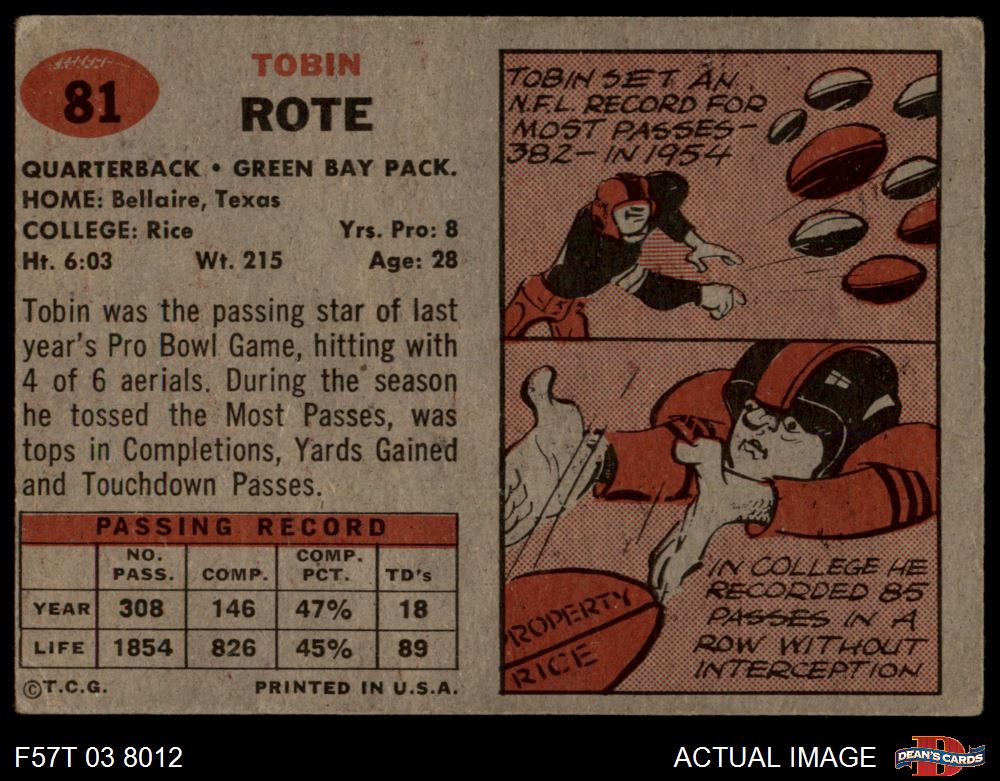 81
TOBIN
ROTE
QUARTERBACK • GREEN BAY PACK.
HOME: Bellaire, Texas
COLLEGE: Rice Yrs. Pro: 8
Ht. 6:03 Wt. 215 Age: 28
Tobin was the passing star of last
year's Pro Bowl Game, hitting with
4 of 6 aerials. During the season
he tossed the Most Passes, was
tops in Completions, Yards Gained
and Touchdown Passes.
PASSING RECORD
NO. PASS. COMP. COMP. PCT. TD's
YEAR 308 146 47% 18
LIFE 1854 826 45% 89
©T.C.G. PRINTED IN U.S.A.
TOBIN SET AN
N.F.L. RECORD FOR
MOST PASSES-
382-IN 1954
IN COLLEGE HE
RECORDED 85
PASSES IN A
ROW WITHOUT
INTERCEPTION
PROPERTY
RICE
F57T 03 8012
ACTUAL IMAGE
D
DEAN'S CARDS